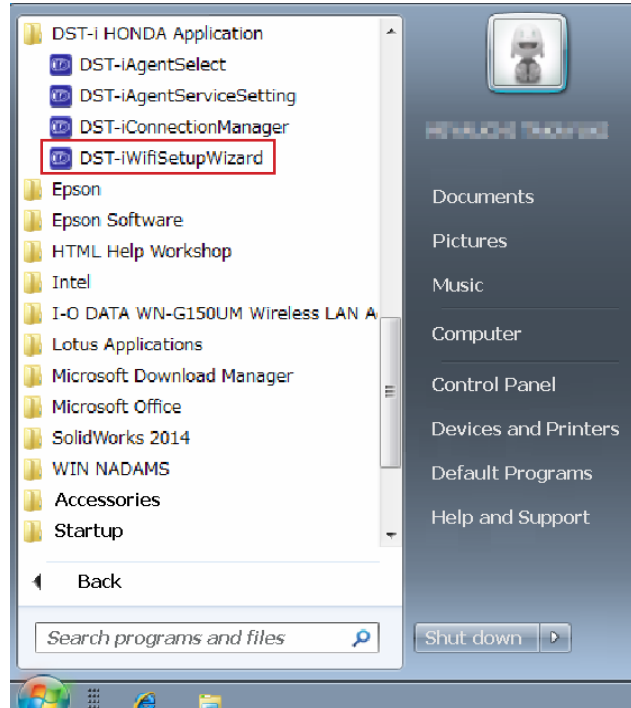 DST-i HONDA Application
DST-iAgentSelect
DST-iAgentServiceSetting
DST-iConnectionManager
DST-iWifiSetupWizard
Epson
Epson Software
HTML Help Workshop
Intel
I-O DATA WN-G150UM Wireless LAN A
Lotus Applications
Microsoft Download Manager
Microsoft Office
SolidWorks 2014
WIN NADAMS
Accessories
Startup
Back
Search programs and files
Documents
Pictures
Music
Computer
Control Panel
Devices and Printers
Default Programs
Help and Support
Shut down